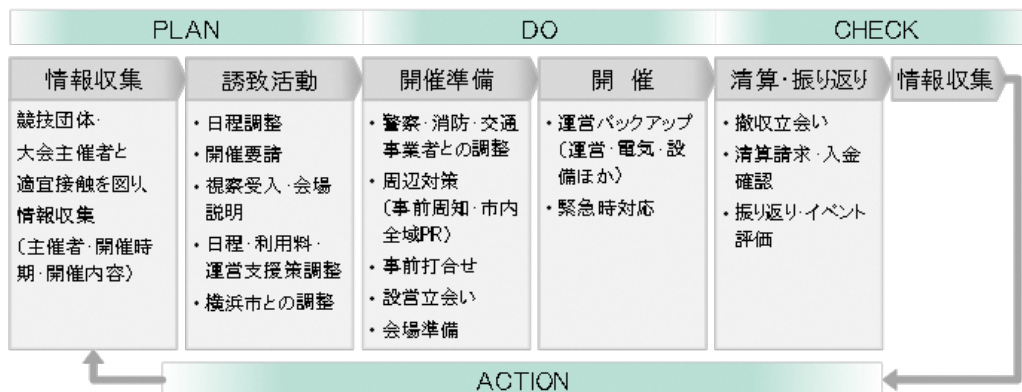 PLAN
DO
CHECK
情報収集
競技団体・
大会主催者と
適宜接触を図り、
情報収集
（主催者・開催時
期・開催内容）
誘致活動
・日程調整
・開催要請
・視察受入・会場
説明
・日程・利用料・
運営支援策調整
・横浜市との調整
開催準備
・警察・消防・交通
事業者との調整
・周辺対策
（事前周知・市内
全域PR）
・事前打合せ
・設営立会い
・会場準備
開 催
・運営バックアップ
（運営・電気・設
備ほか）
・緊急時対応
清算・振り返り
・撤収立会い
・清算請求・入金
確認
・振り返り・イベント
評価
情報収集
ACTION